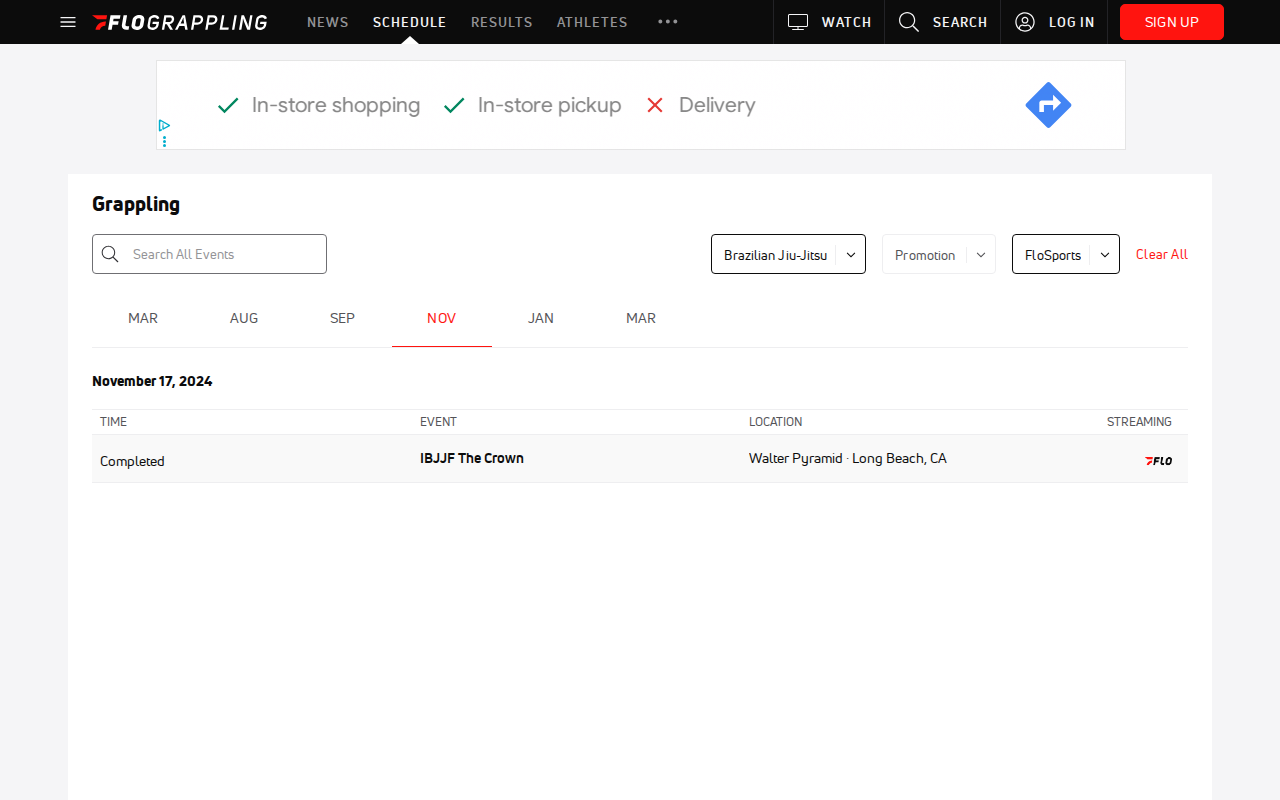 FLOGRAPPLING NEWS SCHEDULE RESULTS ATHLETES WATCH SEARCH LOG IN SIGN UP
In-store shopping In-store pickup Delivery
Grappling
Search All Events Brazilian Jiu-Jitsu Promotion FloSports Clear All
MAR AUG SEP NOV JAN MAR
November 17, 2024
TIME EVENT LOCATION STREAMING
Completed IBJJF The Crown Walter Pyramid · Long Beach, CA FLO